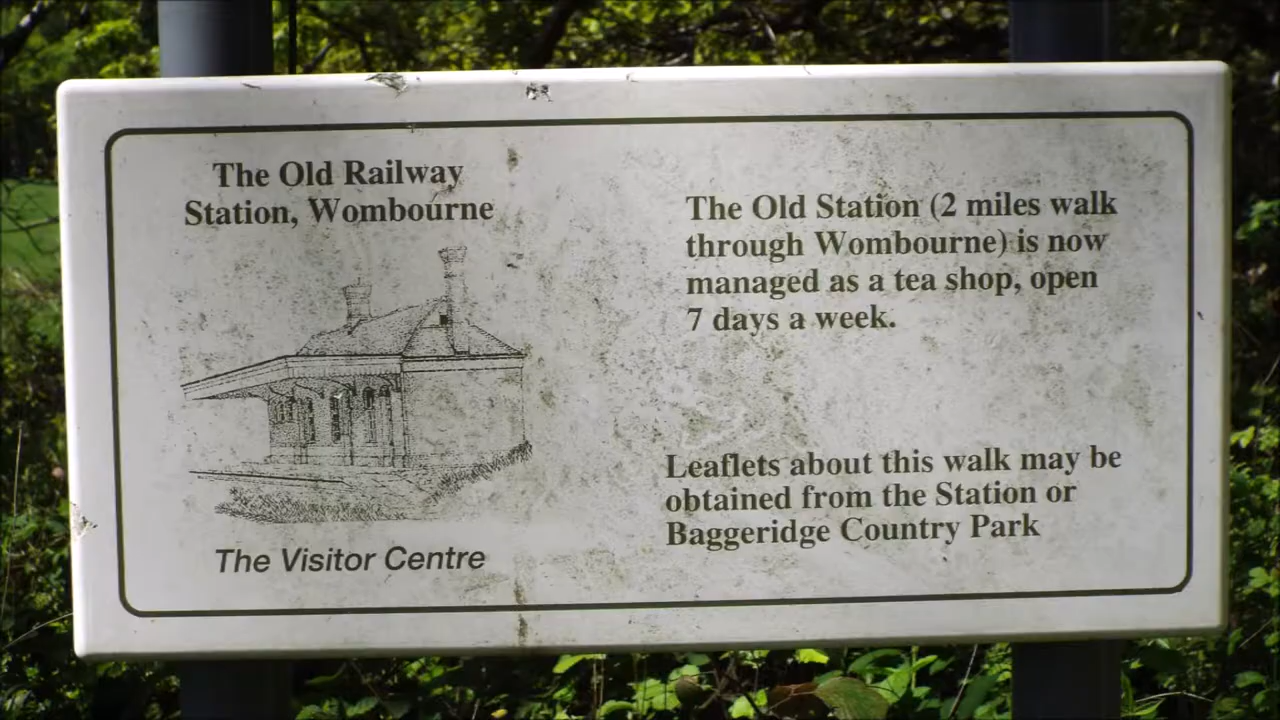 The Old Railway
Station, Wombourne
The Visitor Centre
The Old Station (2 miles walk
through Wombourne) is now
managed as a tea shop, open
7 days a week.
Leaflets about this walk may be
obtained from the Station or
Baggeridge Country Park